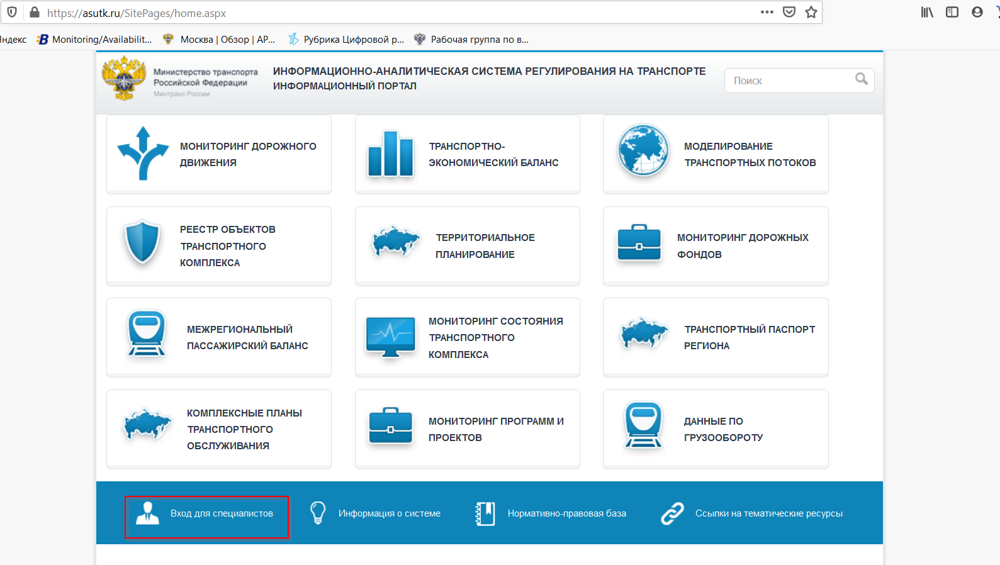 https://asutk.ru/SitePages/home.aspx
Индекс
Monitoring/Availabilit...
Москва | Обзор | АР...
Рубрика Цифровой р...
Рабочая группа по в...
Министерство транспорта
Российской Федерации
Минтранс России
ИНФОРМАЦИОННО-АНАЛИТИЧЕСКАЯ СИСТЕМА РЕГУЛИРОВАНИЯ НА ТРАНСПОРТЕ
ИНФОРМАЦИОННЫЙ ПОРТАЛ
Поиск
МОНИТОРИНГ ДОРОЖНОГО
ДВИЖЕНИЯ
ТРАНСПОРТНО-
ЭКОНОМИЧЕСКИЙ БАЛАНС
МОДЕЛИРОВАНИЕ
ТРАНСПОРТНЫХ ПОТОКОВ
РЕЕСТР ОБЪЕКТОВ
ТРАНСПОРТНОГО
КОМПЛЕКСА
ТЕРРИТОРИАЛЬНОЕ
ПЛАНИРОВАНИЕ
МОНИТОРИНГ ДОРОЖНЫХ
ФОНДОВ
МЕЖРЕГИОНАЛЬНЫЙ
ПАССАЖИРСКИЙ БАЛАНС
МОНИТОРИНГ СОСТОЯНИЯ
ТРАНСПОРТНОГО
КОМПЛЕКСА
ТРАНСПОРТНЫЙ ПАСПОРТ
РЕГИОНА
КОМПЛЕКСНЫЕ ПЛАНЫ
ТРАНСПОРТНОГО
ОБСЛУЖИВАНИЯ
МОНИТОРИНГ ПРОГРАММ И
ПРОЕКТОВ
ДАННЫЕ ПО
ГРУЗООБОРОТУ
Вход для специалистов
Информация о системе
Нормативно-правовая база
Ссылки на тематические ресурсы